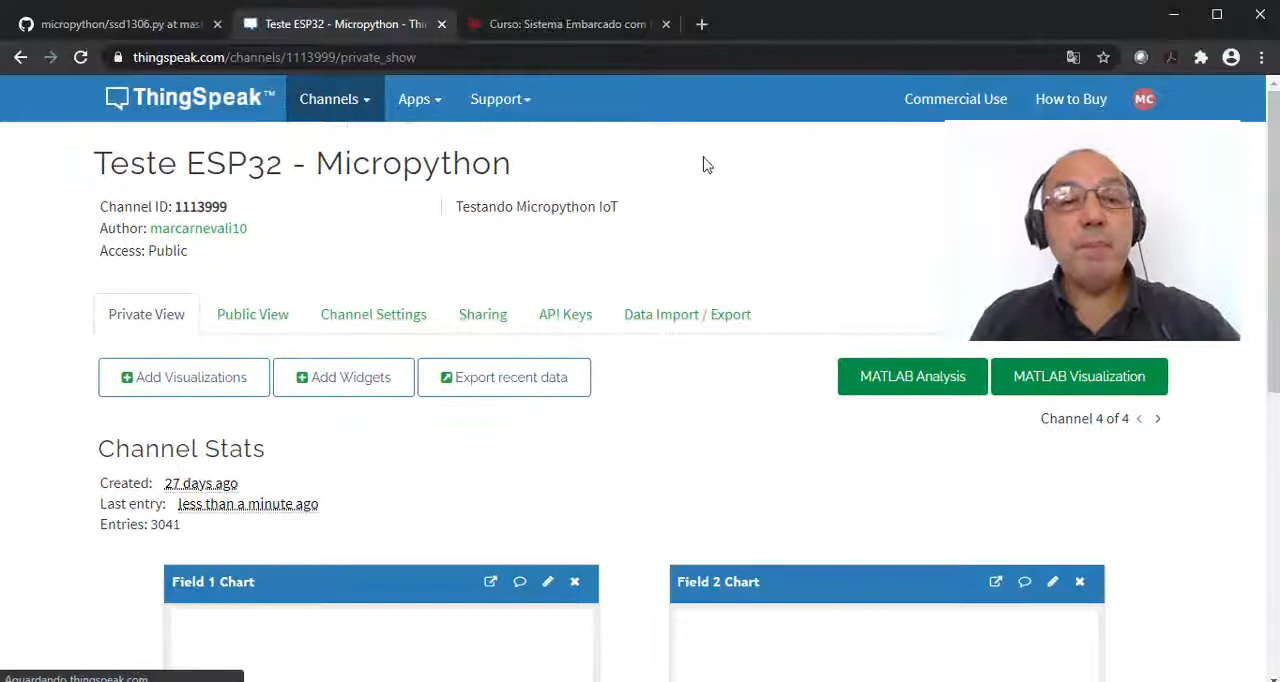 micropython/ssd1306.py at mas
Teste ESP32 - Micropython - Thi
Curso: Sistema Embarcado com
thingspeak.com/channels/1113999/private_show
ThingSpeak™
Channels
Apps
Support
Commercial Use
How to Buy
MC
Teste ESP32 - Micropython
Channel ID: 1113999
Author: marcarnevali10
Access: Public
Testando Micropython IoT
Private View
Public View
Channel Settings
Sharing
API Keys
Data Import / Export
Add Visualizations
Add Widgets
Export recent data
MATLAB Analysis
MATLAB Visualization
Channel 4 of 4
Channel Stats
Created: 27 days ago
Last entry: less than a minute ago
Entries: 3041
Field 1 Chart
Field 2 Chart
Aguardando thingspeak.com